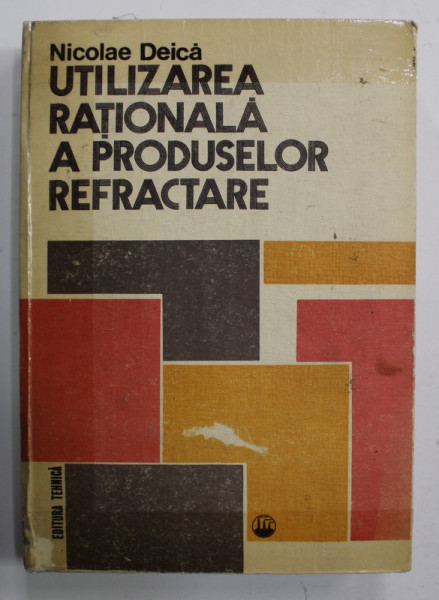 Nicolae Deică
UTILIZAREA
RAȚIONALĂ
A PRODUSELOR
REFRACTARE
EDITURA TEHNICĂ